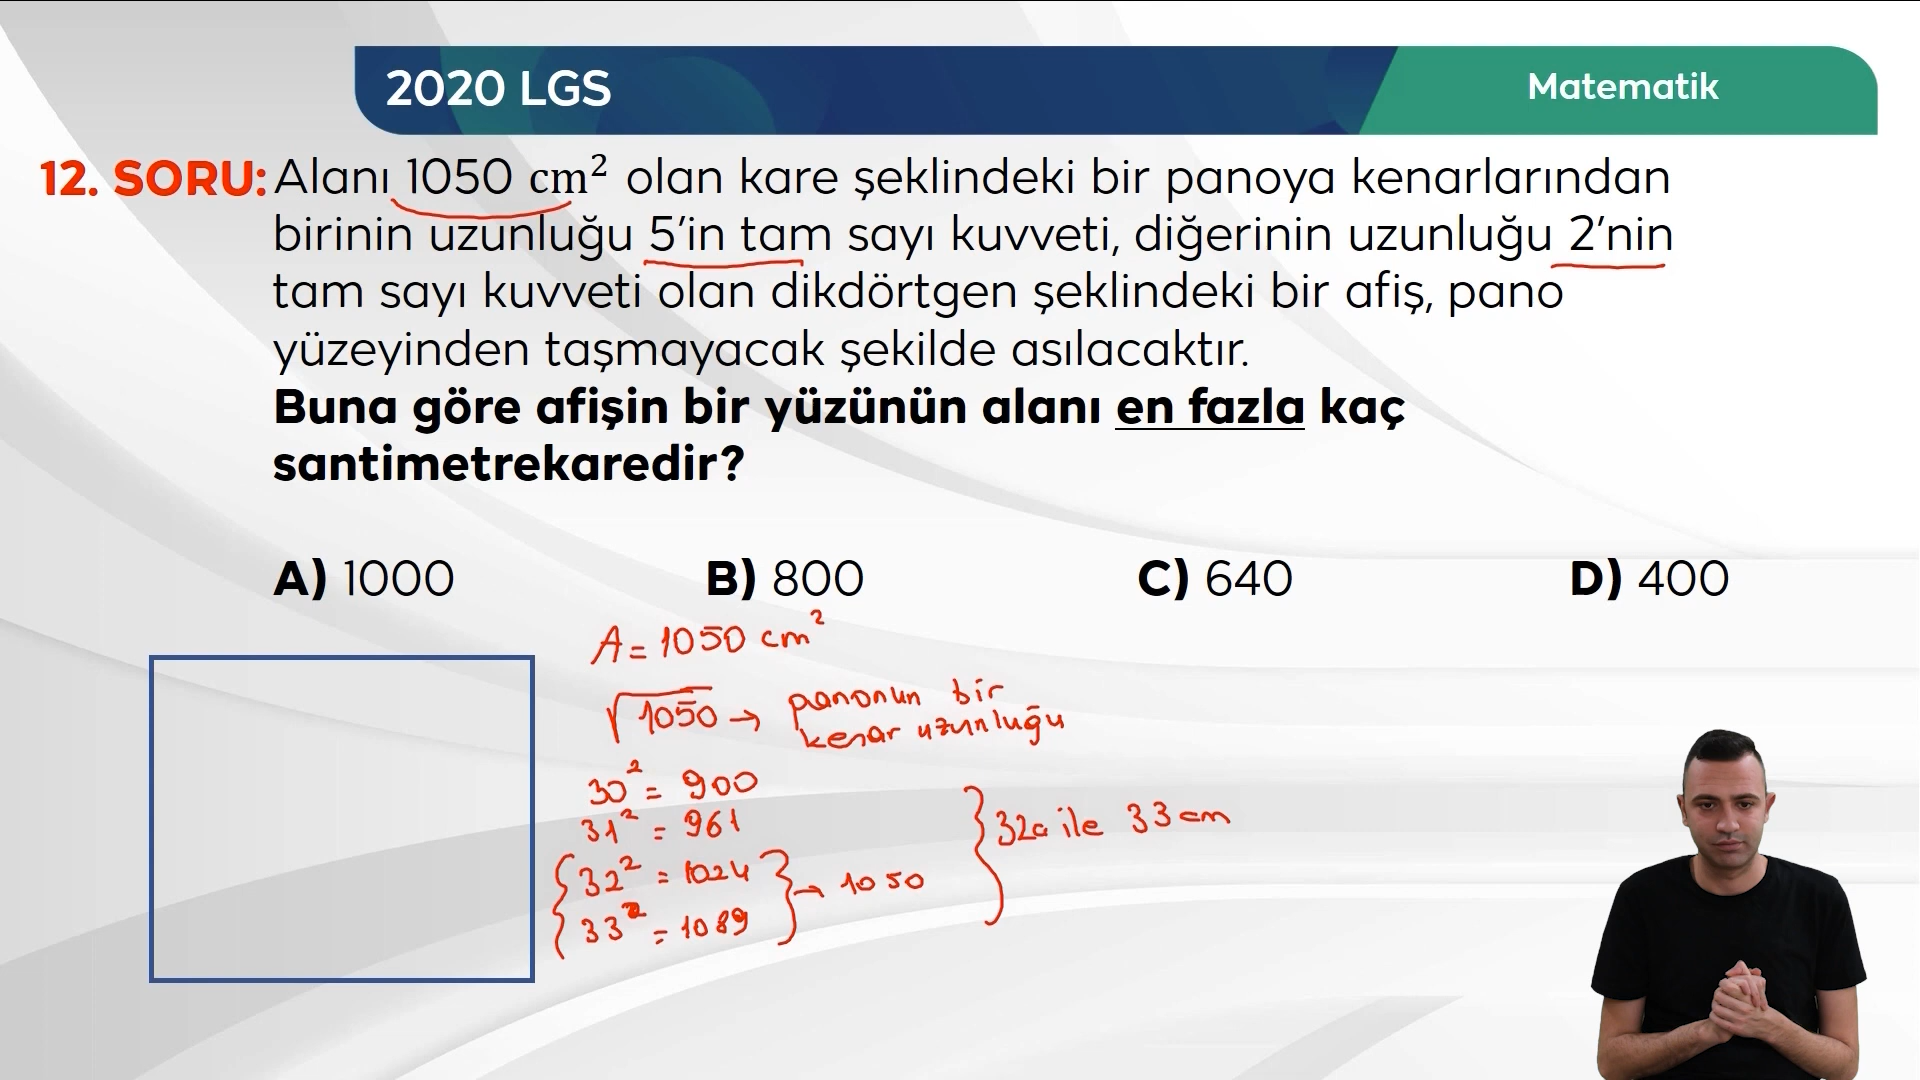 2020 LGS
Matematik
12. SORU: Alanı 1050 cm² olan kare şeklindeki bir panoya kenarlarından
birinin uzunluğu 5'in tam sayı kuvveti, diğerinin uzunluğu 2'nin
tam sayı kuvveti olan dikdörtgen şeklindeki bir afiş, pano
yüzeyinden taşmayacak şekilde asılacaktır.
Buna göre afişin bir yüzünün alanı en fazla kaç
santimetrekaredir?
A) 1000 B) 800 C) 640 D) 400
A = 1050 cm²
√1050 → panonun bir
kenar uzunluğu
30² = 900
31² = 961
32² = 1024
33² = 1089
→ 1050
32c ile 33 cm